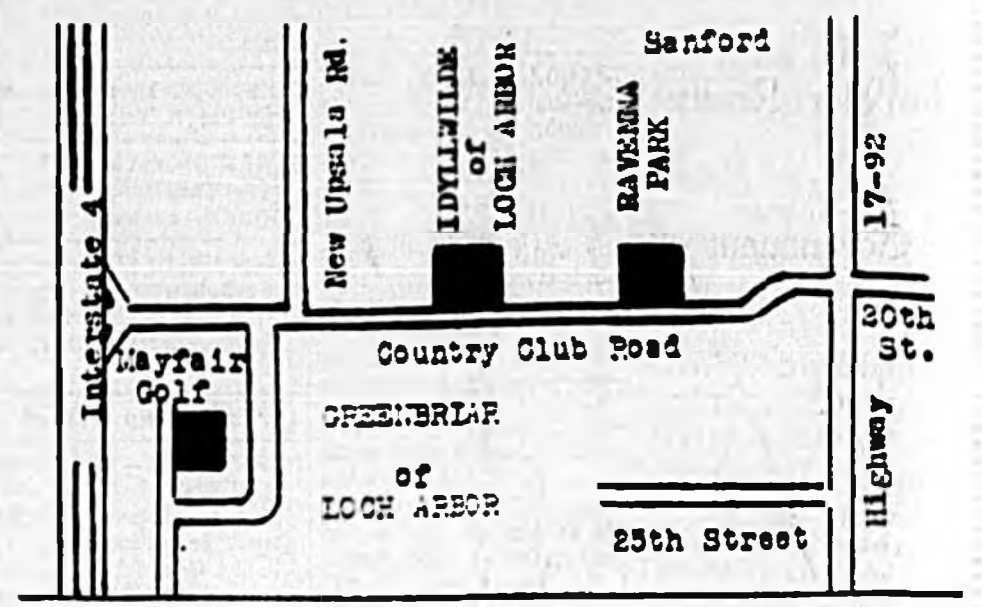 Sanford
New Upsala Rd.
IDYLLWILDE
of
LOCH ARBOR
RAVENNA
PARK
17-92
Interstate 4
20th
St.
Country Club Road
Mayfair
Golf
GREENBRIAR
of
LOCH ARBOR
Highway
25th Street